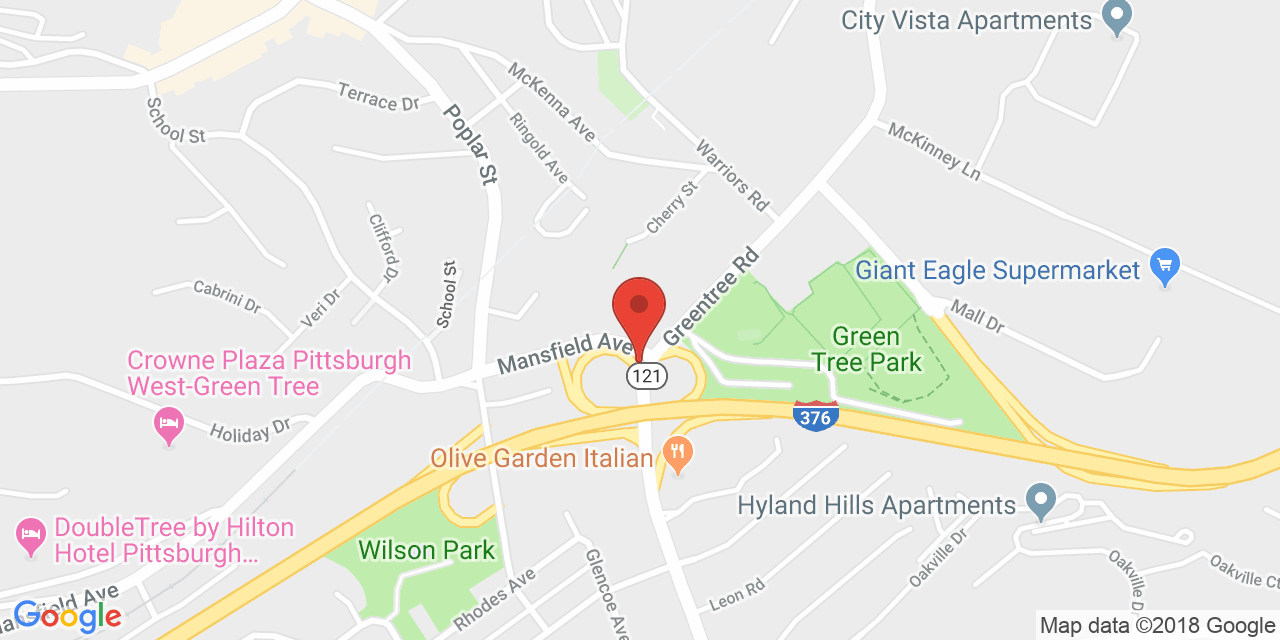 City Vista Apartments
McKenna Ave
Terrace Dr
School St
Poplar St
Ringold Ave
McKinney Ln
Warriors Rd
Cherry St
Clifford Dr
Giant Eagle Supermarket
School St
Greentree Rd
Cabrini Dr
Veri Dr
Mall Dr
Mansfield Ave
Green
Tree Park
Crowne Plaza Pittsburgh
West-Green Tree
121
376
Holiday Dr
Olive Garden Italian
Hyland Hills Apartments
DoubleTree by Hilton
Hotel Pittsburgh...
Wilson Park
Oakville Dr
Glencoe Ave
Rhodes Ave
Leon Rd
Oakville D
Oakville Ct
Ave
Google
Map data ©2018 Google